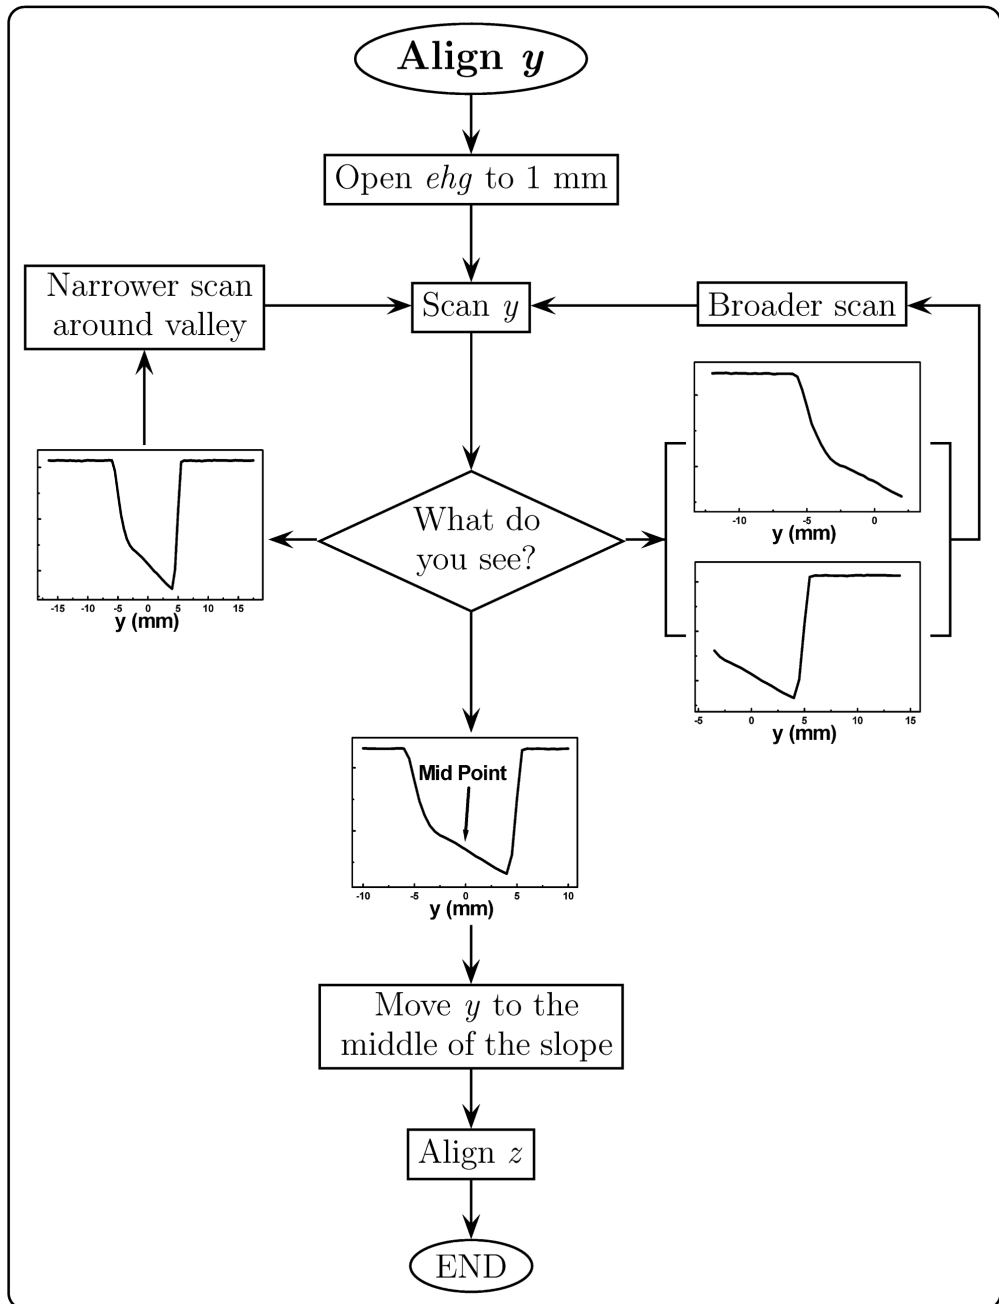 Align y
Open ehg to 1 mm
Narrower scan
around valley
Scan y
Broader scan
-10 -5 0
y (mm)
What do
you see?
-15 -10 -5 0 5 10 15
y (mm)
-5 0 5 10 15
y (mm)
Mid Point
-10 -5 0 5 10
y (mm)
Move y to the
middle of the slope
Align z
END